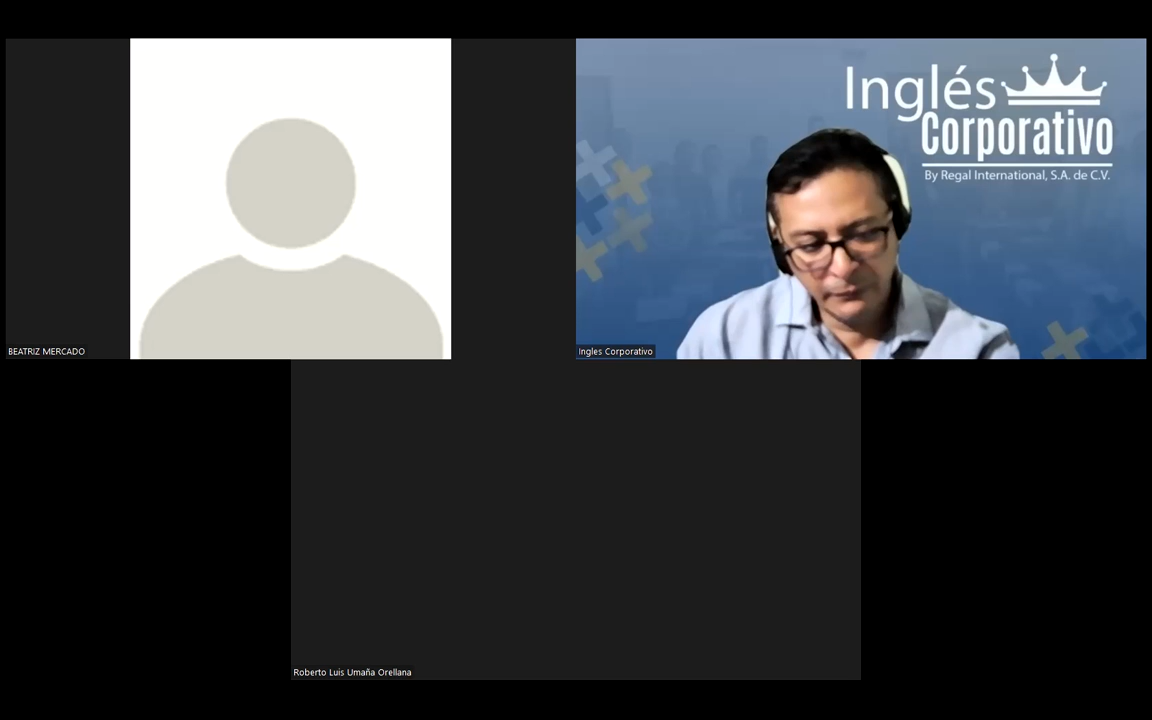 Inglés
Corporativo
By Regal International, S.A. de C.V.
BEATRIZ MERCADO
Ingles Corporativo
Roberto Luis Umaña Orellana